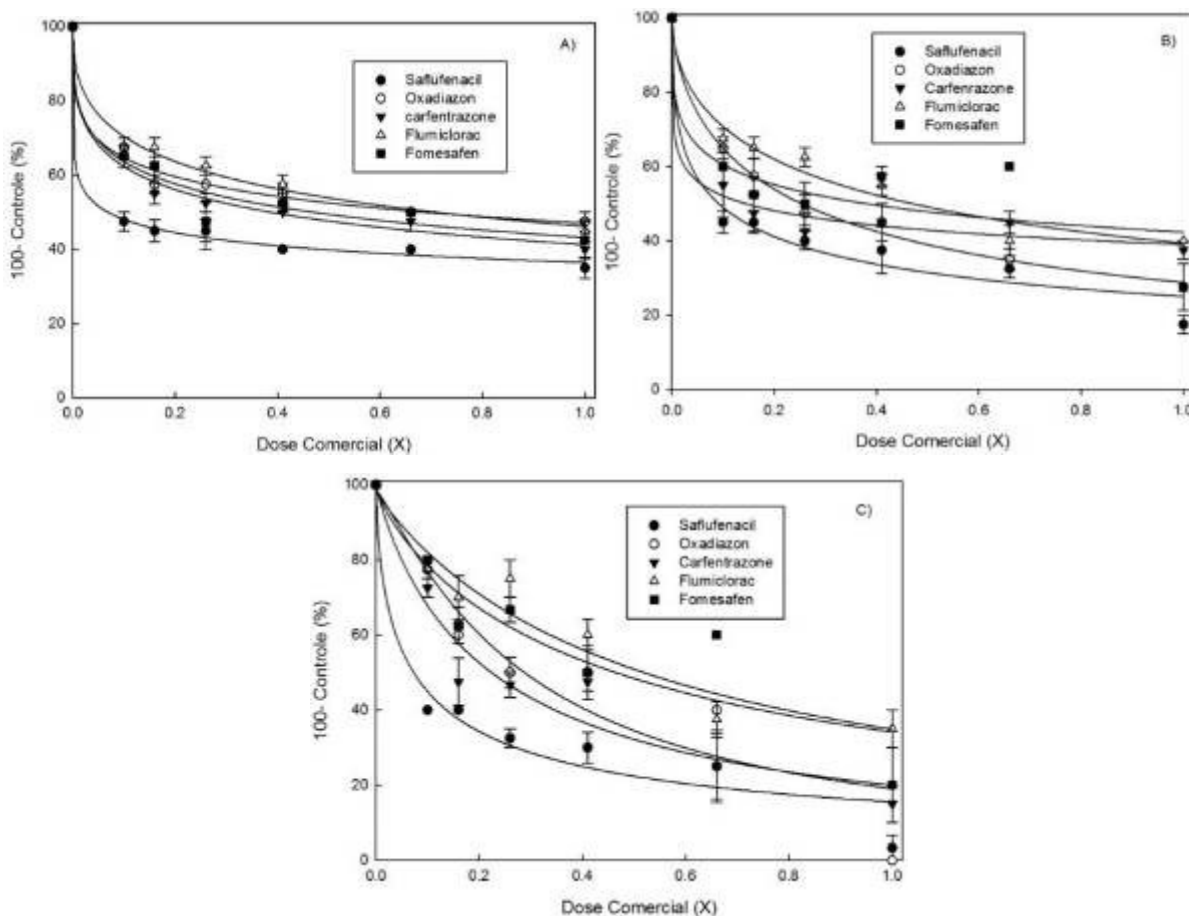 A)
Saflufenacil
Oxadiazon
carfentrazone
Flumiclorac
Fomesafen
100- Controle (%)
100
80
60
40
20
0
0.0 0.2 0.4 0.6 0.8 1.0
Dose Comercial (X)
B)
Saflufenacil
Oxadiazon
Carfenrazone
Flumiclorac
Fomesafen
100- Controle (%)
100
80
60
40
20
0
0.0 0.2 0.4 0.6 0.8 1.0
Dose Comercial (X)
C)
Saflufenacil
Oxadiazon
Carfentrazone
Flumiclorac
Fomesafen
100- Controle (%)
100
80
60
40
20
0
0.0 0.2 0.4 0.6 0.8 1.0
Dose Comercial (X)